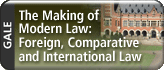 GALE
The Making of
Modern Law:
Foreign, Comparative
and International Law